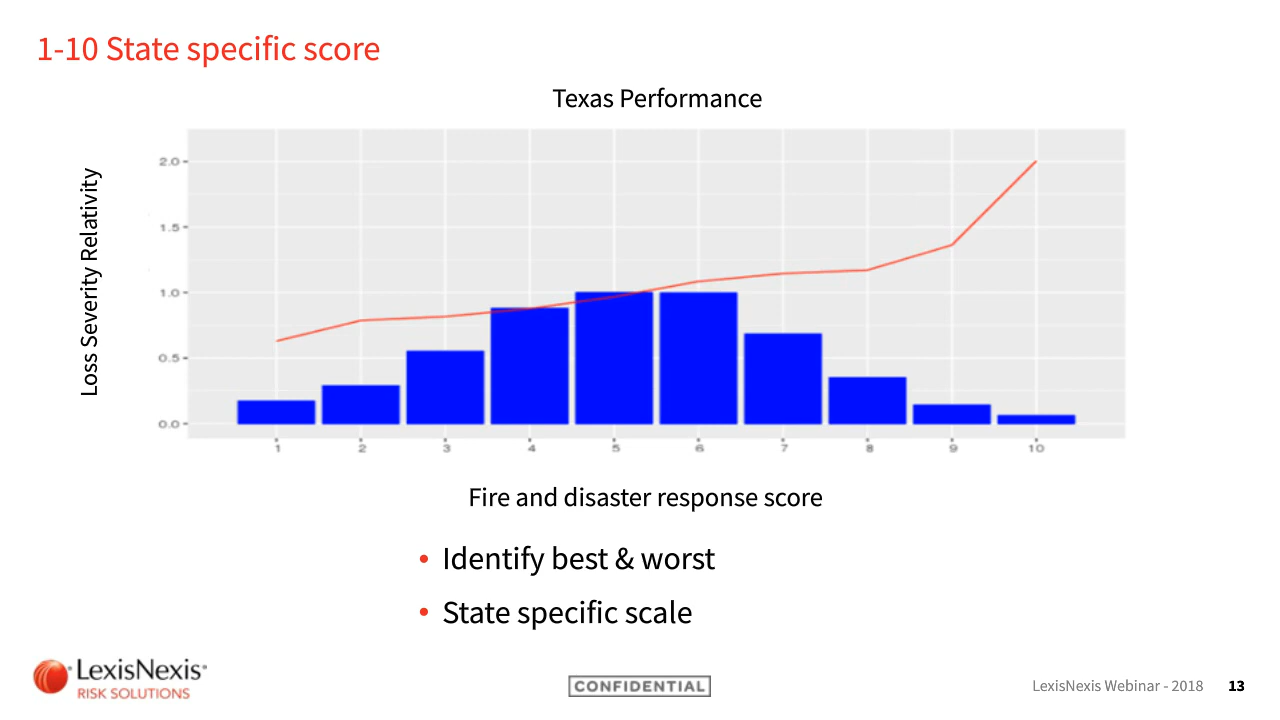 1-10 State specific score
Texas Performance
Loss Severity Relativity
2.0
1.5
1.0
0.5
0.0
1 2 3 4 5 6 7 8 9 10
Fire and disaster response score
• Identify best & worst
• State specific scale
LexisNexis®
RISK SOLUTIONS
CONFIDENTIAL
LexisNexis Webinar - 2018 13